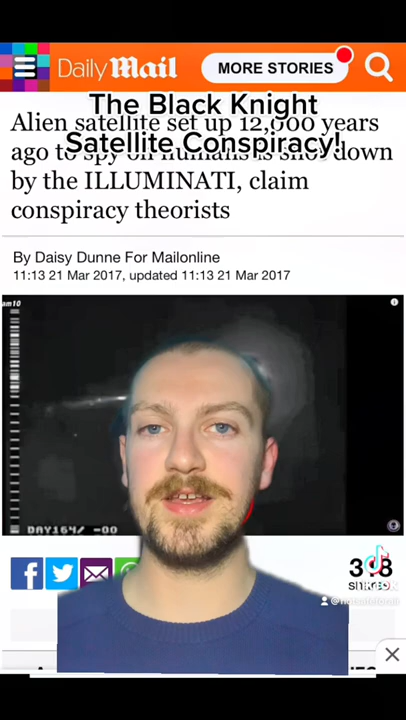 Daily Mail
MORE STORIES
The Black Knight
Satellite Conspiracy!
Alien satellite set up 12,000 years
ago to spy on humans is shot down
by the ILLUMINATI, claim
conspiracy theorists
By Daisy Dunne For Mailonline
11:13 21 Mar 2017, updated 11:13 21 Mar 2017
am10
DAY164/ -00
shares